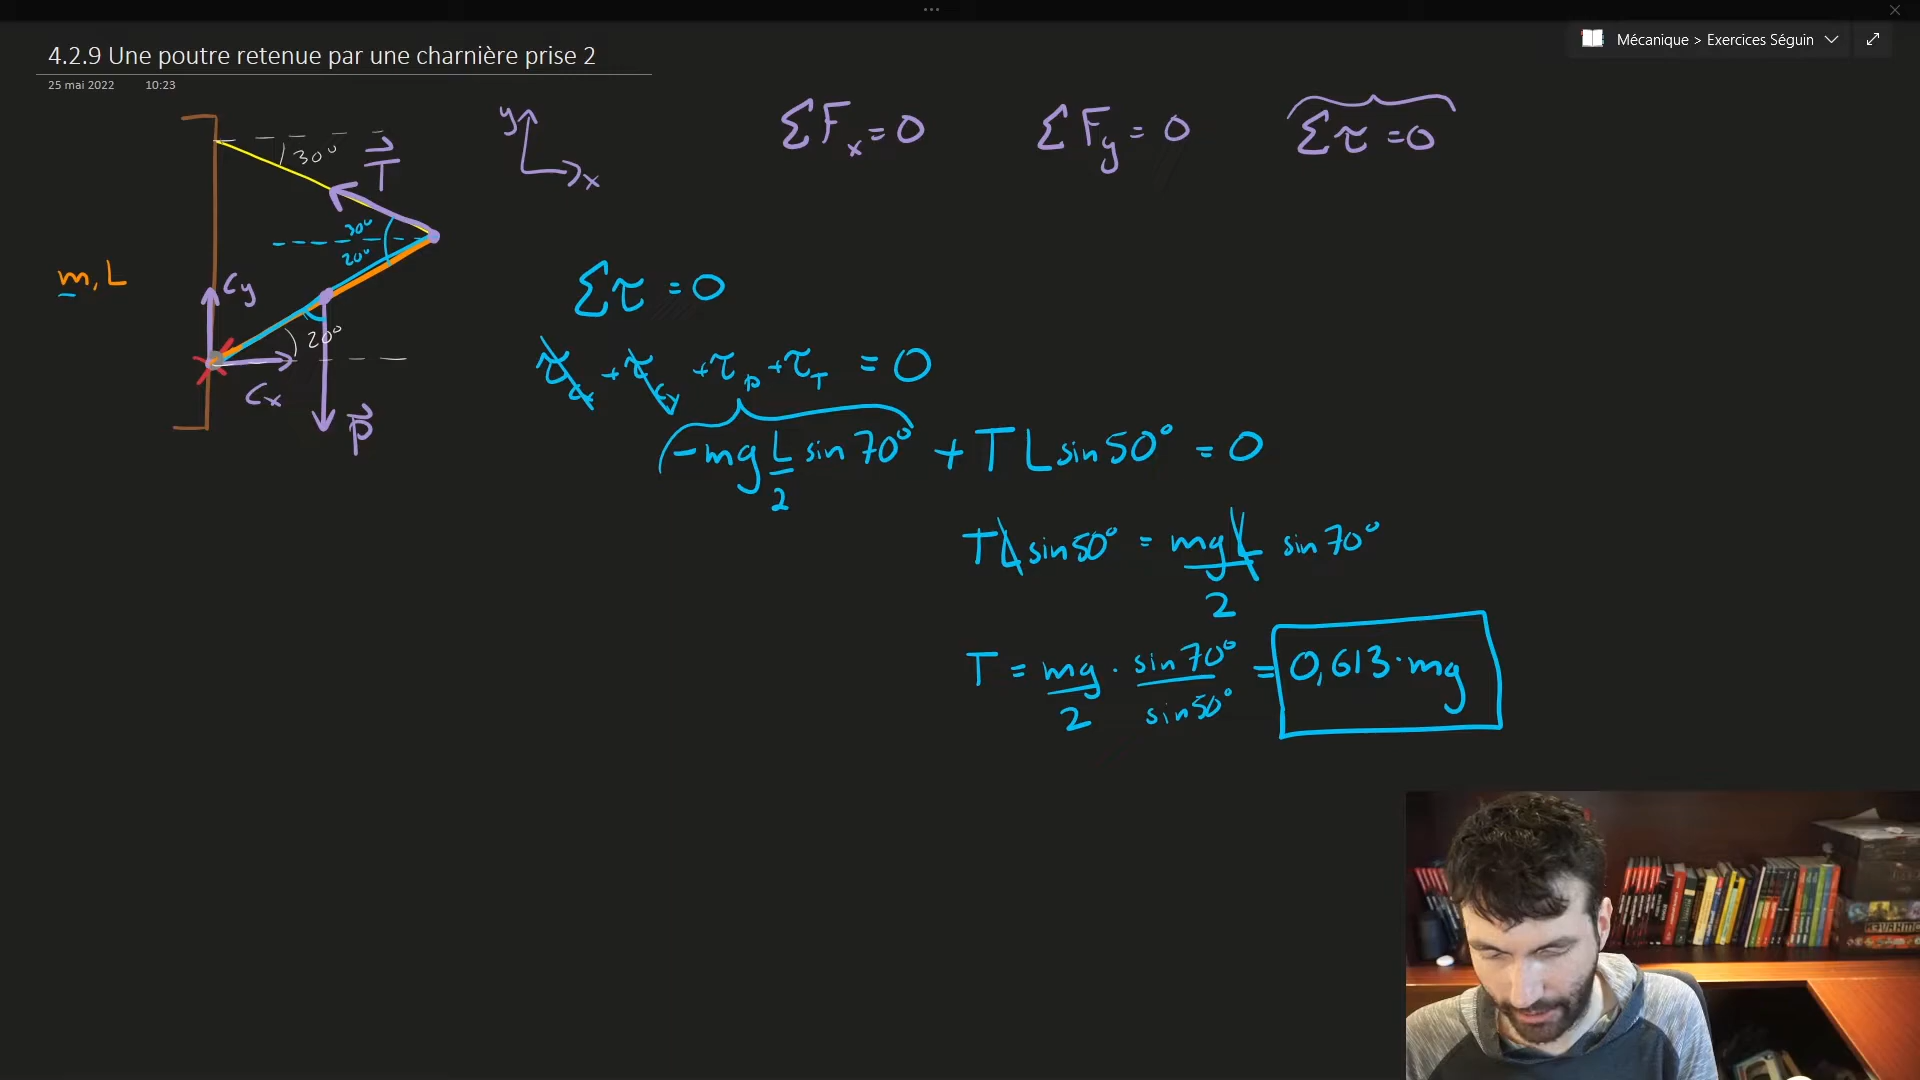 Mécanique > Exercices Séguin
4.2.9 Une poutre retenue par une charnière prise 2
25 mai 2022 10:23
ΣFx = 0 ΣFy = 0 Στ = 0
y
x
30°
T
30°
20°
m, L
Cy
20°
Cx
P
Στ = 0
τCx + τCy + τP + τT = 0
-mg L/2 sin 70° + T L sin 50° = 0
T L sin 50° = mg L/2 sin 70°
T = mg/2 · sin 70°/sin 50° = 0,613 · mg